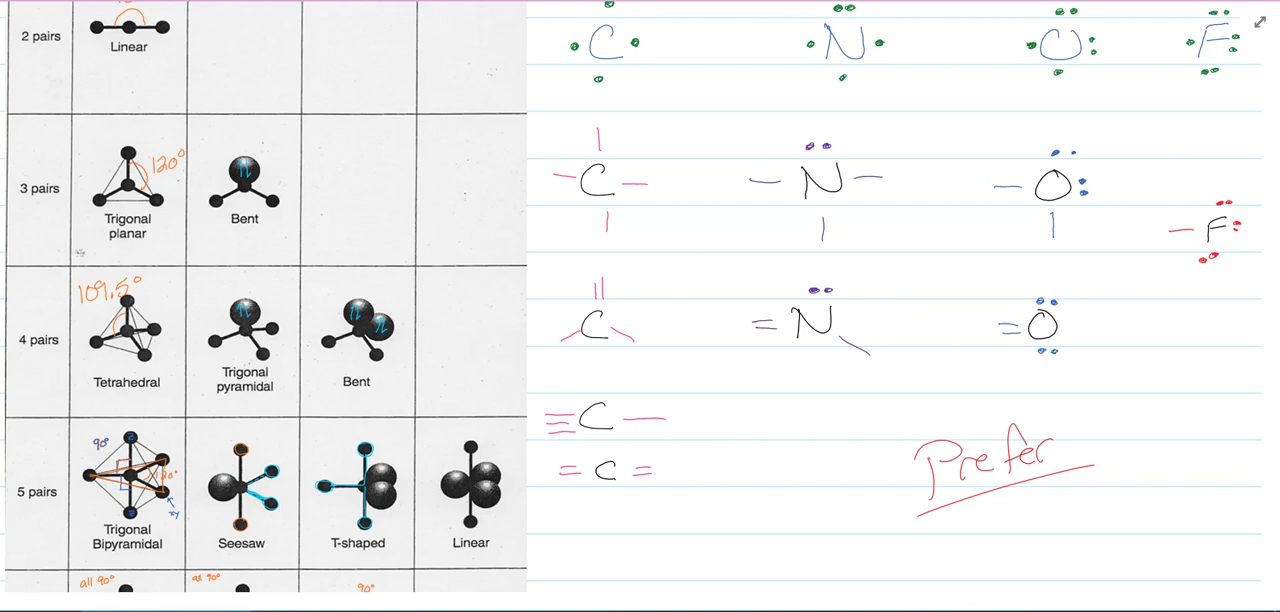 2 pairs
Linear
C N O F
3 pairs
120°
Trigonal
planar
Bent
C N O
F
4 pairs
109.5°
Tetrahedral
Trigonal
pyramidal
Bent
C N O
C
C
Prefer
5 pairs
90°
xy
Trigonal
Bipyramidal
Seesaw
T-shaped
Linear
all 90°
all 90°
90°